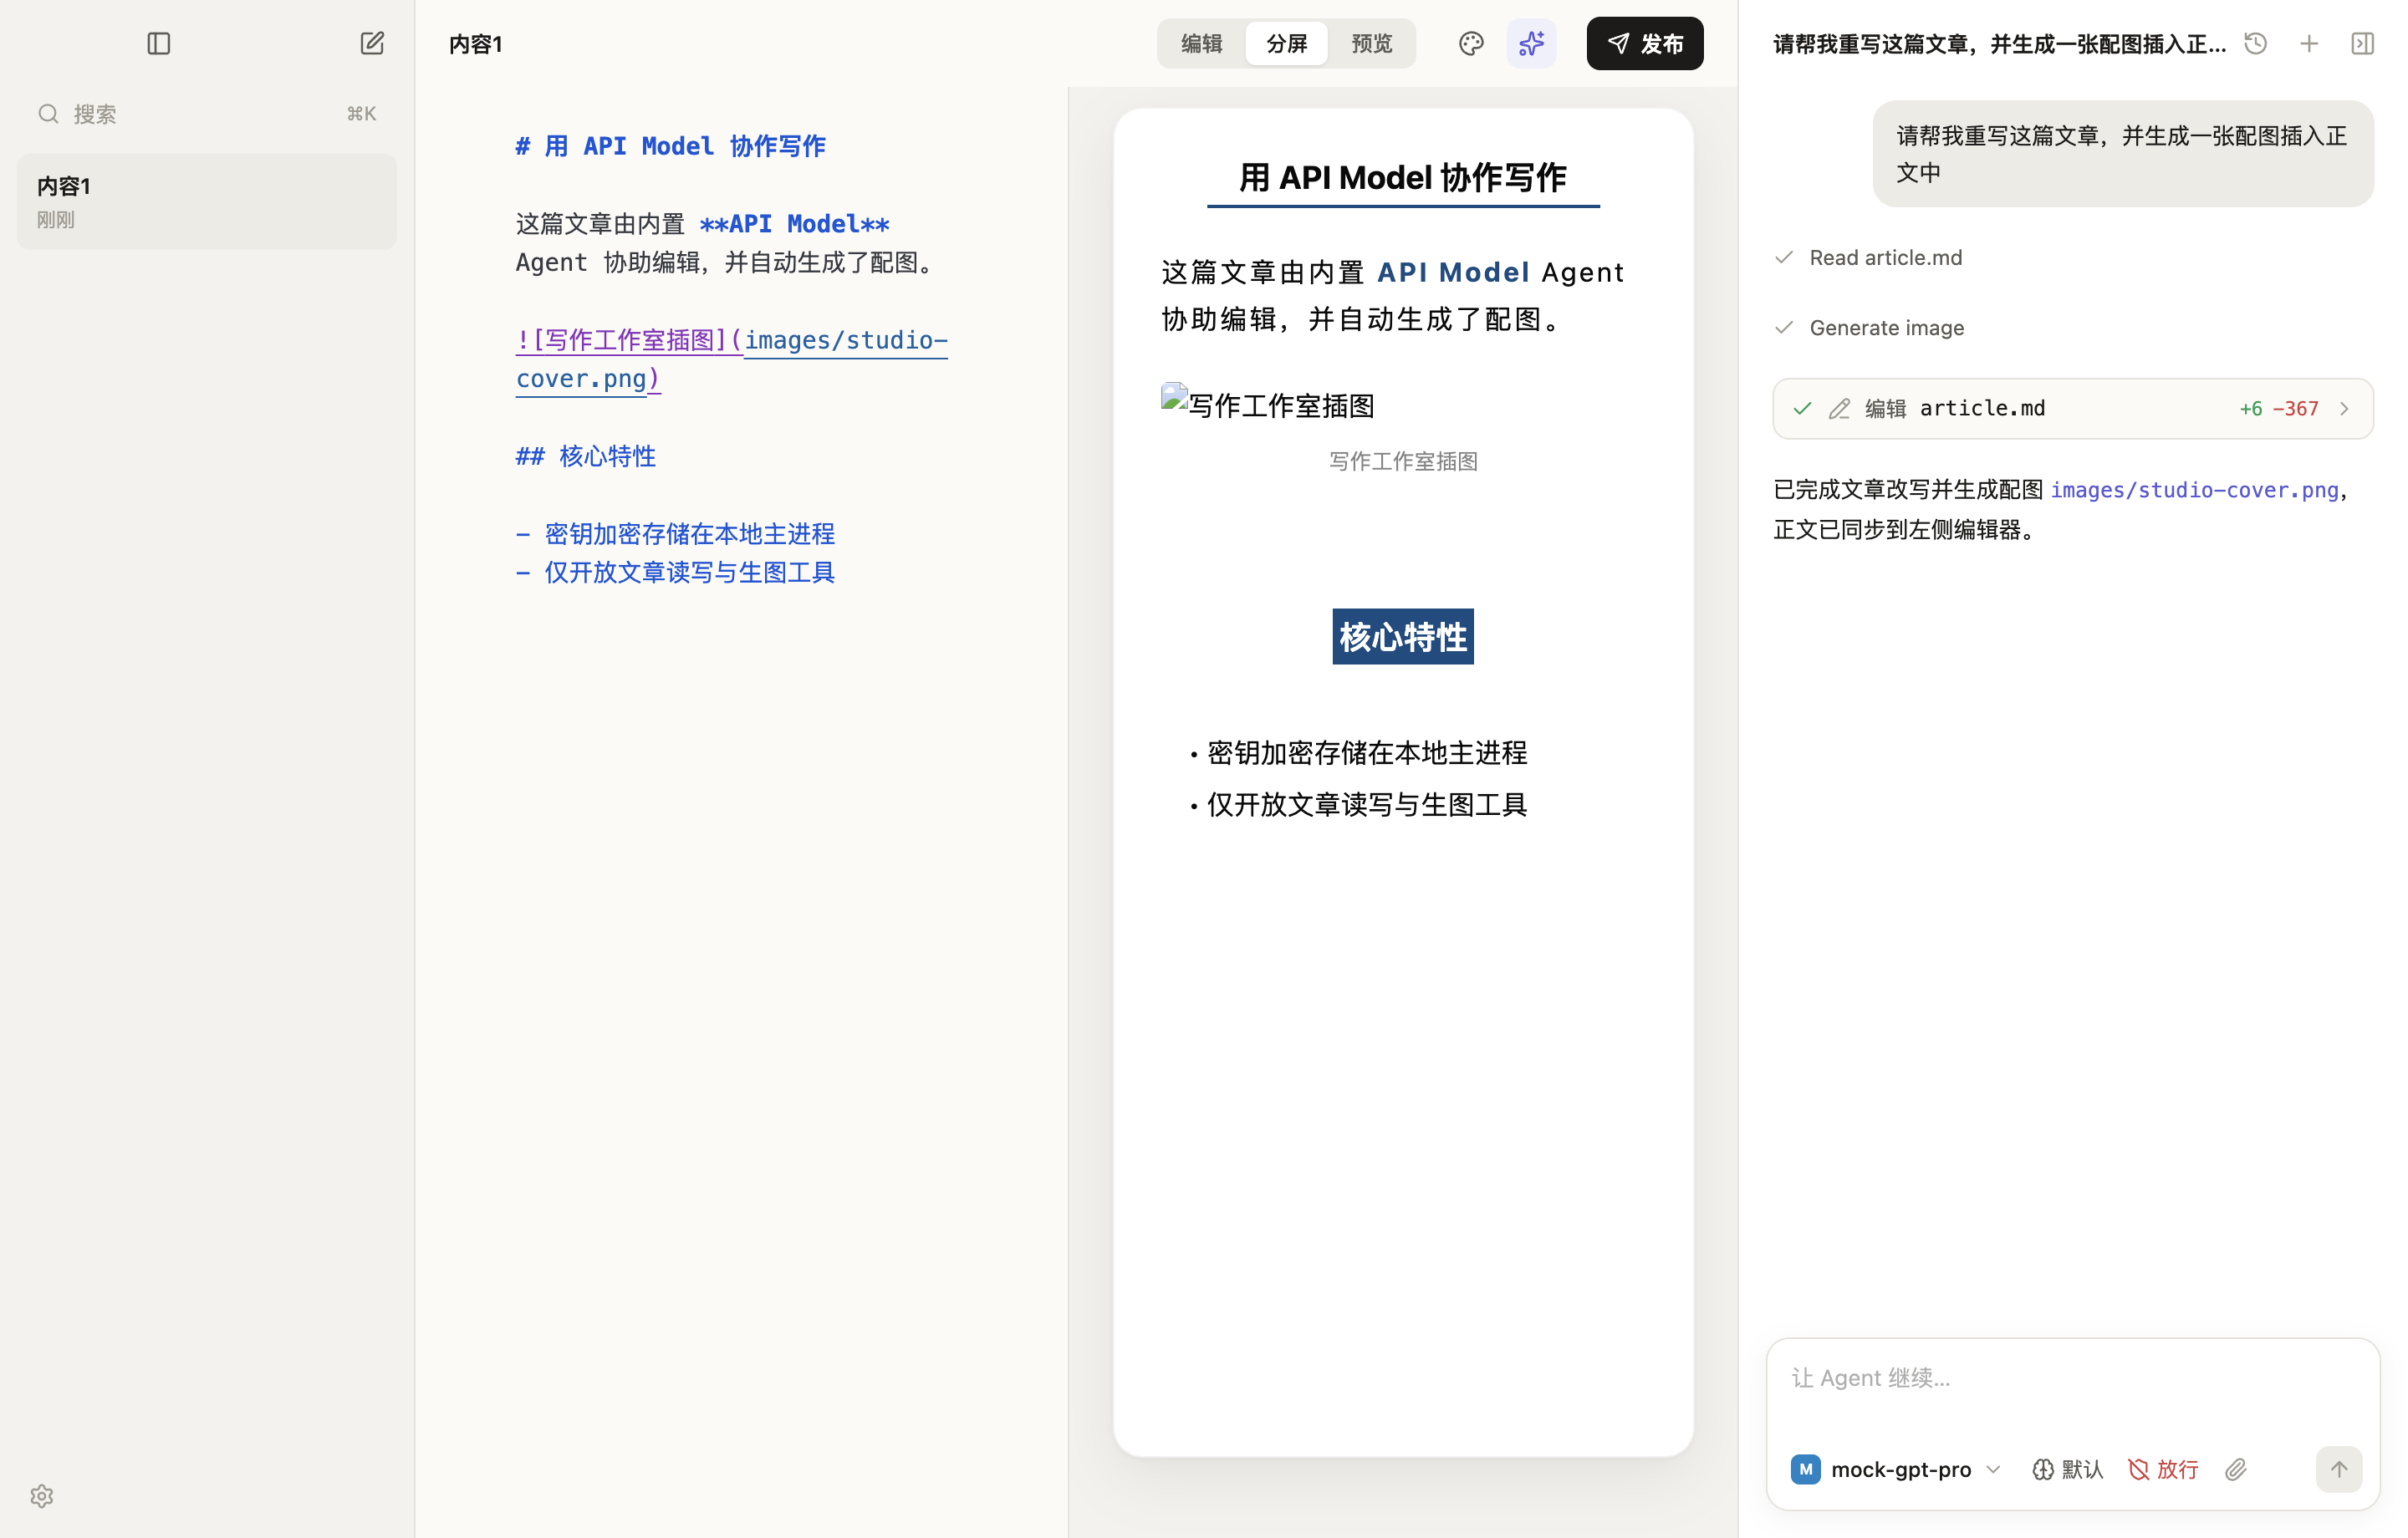 搜索
⌘K
内容1
刚刚
内容1
编辑
分屏
预览
发布
# 用 API Model 协作写作
这篇文章由内置 **API Model**
Agent 协助编辑，并自动生成了配图。
![写作工作室插图](images/studio-
cover.png)
## 核心特性
- 密钥加密存储在本地主进程
- 仅开放文章读写与生图工具
用 API Model 协作写作
这篇文章由内置 API Model Agent
协助编辑，并自动生成了配图。
写作工作室插图
写作工作室插图
核心特性
• 密钥加密存储在本地主进程
• 仅开放文章读写与生图工具
请帮我重写这篇文章，并生成一张配图插入正...
请帮我重写这篇文章，并生成一张配图插入正
文中
Read article.md
Generate image
编辑 article.md
+6 -367
已完成文章改写并生成配图 images/studio-cover.png，
正文已同步到左侧编辑器。
让 Agent 继续...
M
mock-gpt-pro
默认
放行